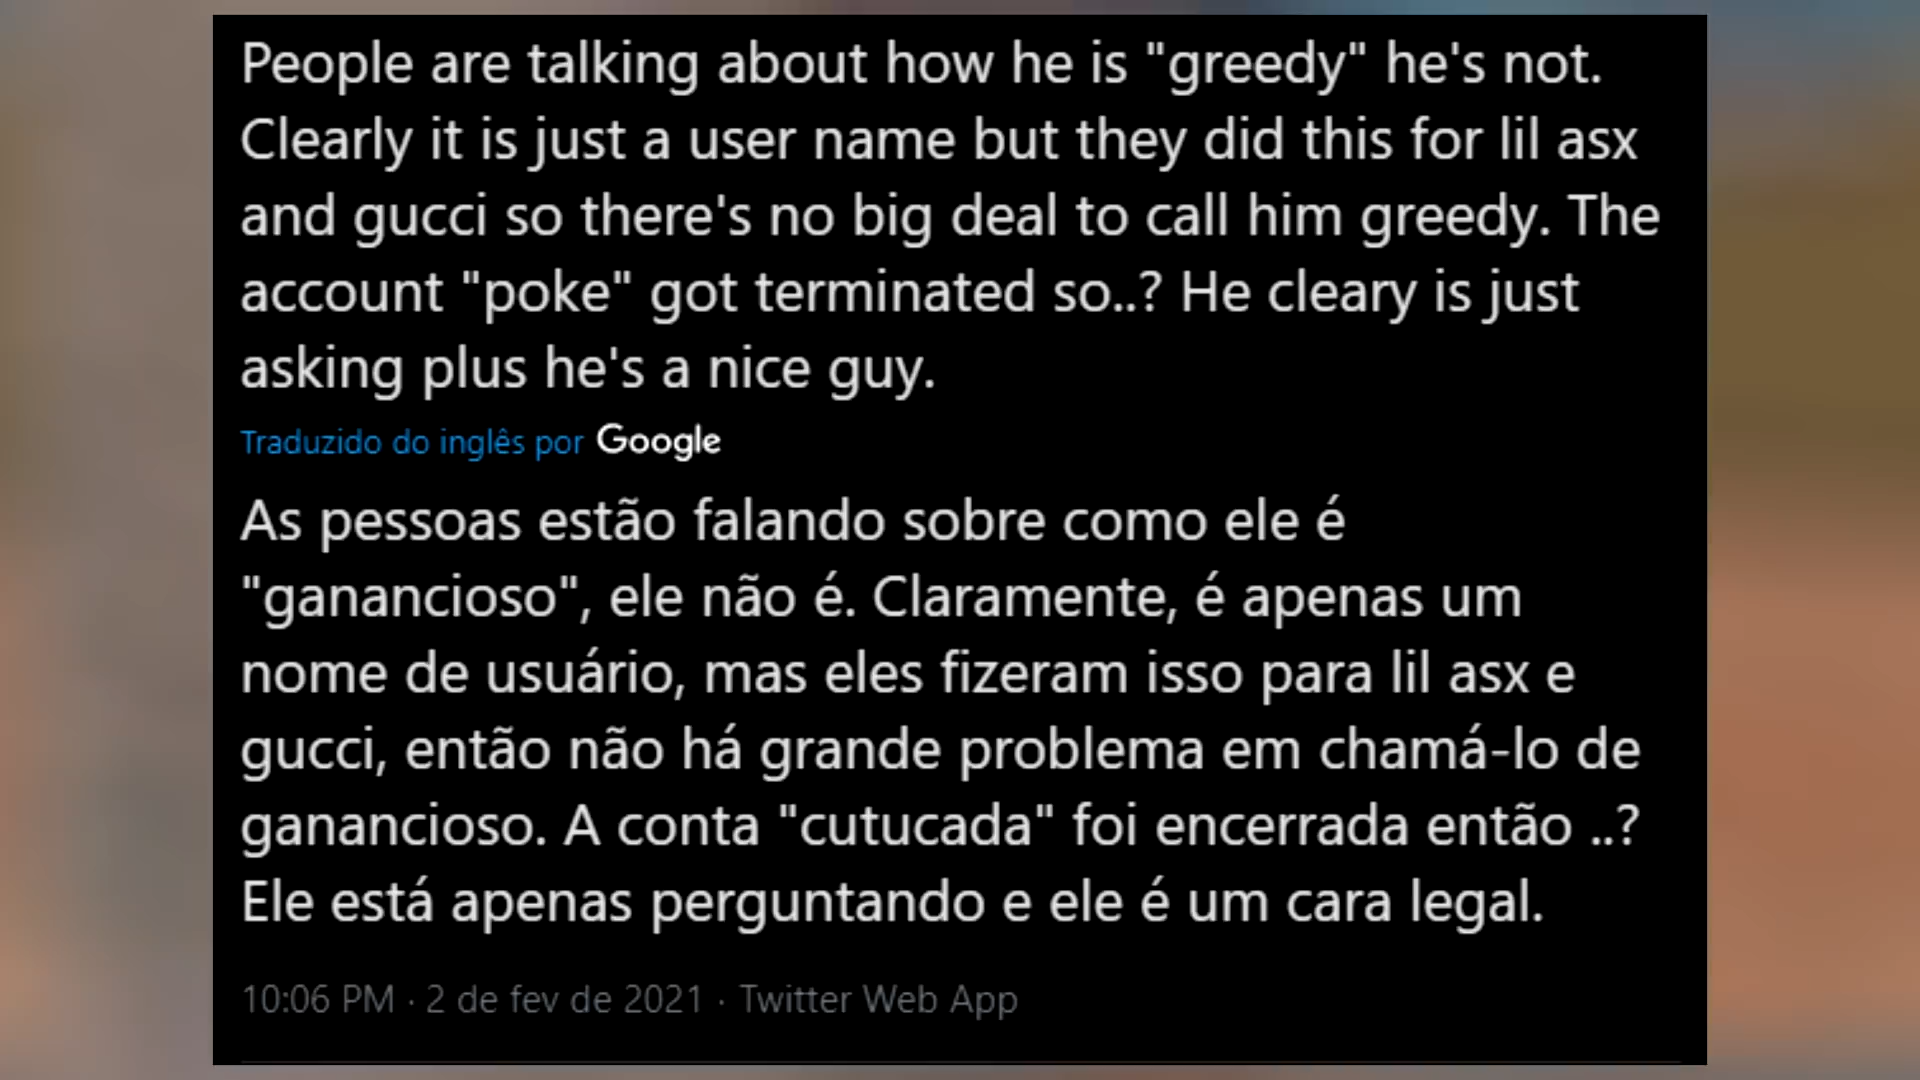 People are talking about how he is "greedy" he's not.
Clearly it is just a user name but they did this for lil asx
and gucci so there's no big deal to call him greedy. The
account "poke" got terminated so..? He cleary is just
asking plus he's a nice guy.
Traduzido do inglês por Google
As pessoas estão falando sobre como ele é
"ganancioso", ele não é. Claramente, é apenas um
nome de usuário, mas eles fizeram isso para lil asx e
gucci, então não há grande problema em chamá-lo de
ganancioso. A conta "cutucada" foi encerrada então ..?
Ele está apenas perguntando e ele é um cara legal.
10:06 PM · 2 de fev de 2021 · Twitter Web App